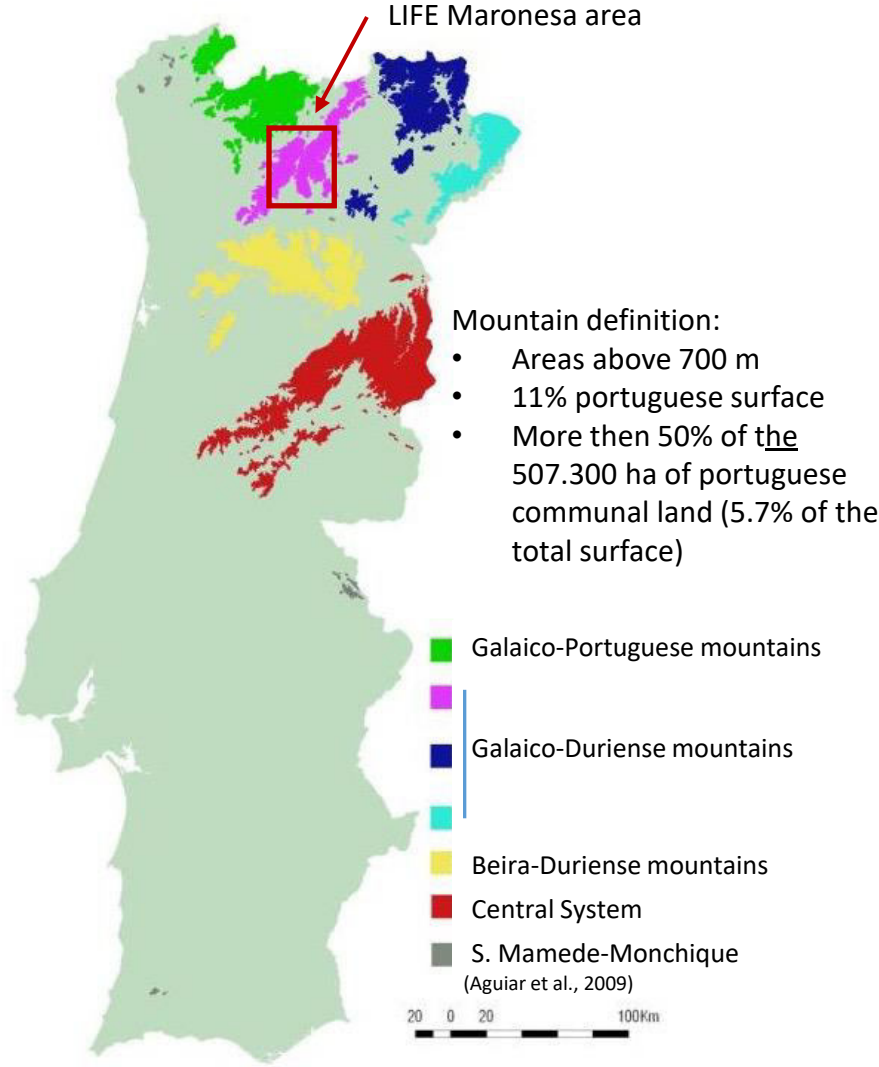 LIFE Maronesa area
Mountain definition:
• Areas above 700 m
• 11% portuguese surface
• More then 50% of the
507.300 ha of portuguese
communal land (5.7% of the
total surface)
Galaico-Portuguese mountains
Galaico-Duriense mountains
Beira-Duriense mountains
Central System
S. Mamede-Monchique
(Aguiar et al., 2009)
20 0 20 100Km